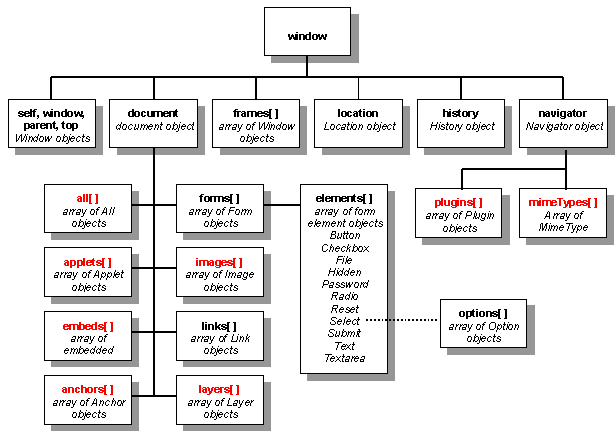 window
self, window,
parent, top
Window objects
document
document object
frames[ ]
array of Window
objects
location
Location object
history
History object
navigator
Navigator object
all[ ]
array of All
objects
forms[ ]
array of Form
objects
elements[ ]
array of form
element objects
Button
Checkbox
File
Hidden
Password
Radio
Reset
Select
Submit
Text
Textarea
plugins[ ]
array of Plugin
objects
mimeTypes[ ]
Array of
MimeType
applets[ ]
array of Applet
objects
images[ ]
array of Image
objects
embeds[ ]
array of
embedded
links[ ]
array of Link
objects
options[ ]
array of Option
objects
anchors[ ]
array of Anchor
objects
layers[ ]
array of Layer
objects